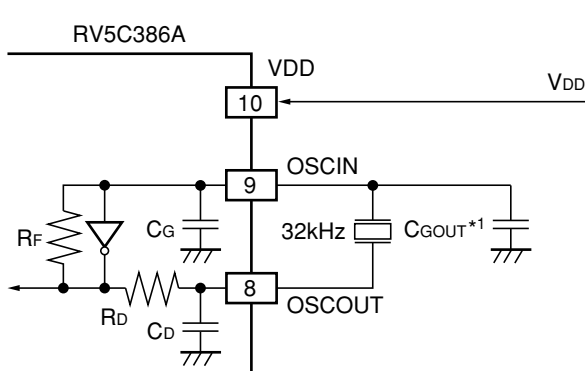 RV5C386A
VDD
VDD
10
OSCIN
9
RF
CG
32kHz
CGOUT*1
8
OSCOUT
RD
CD